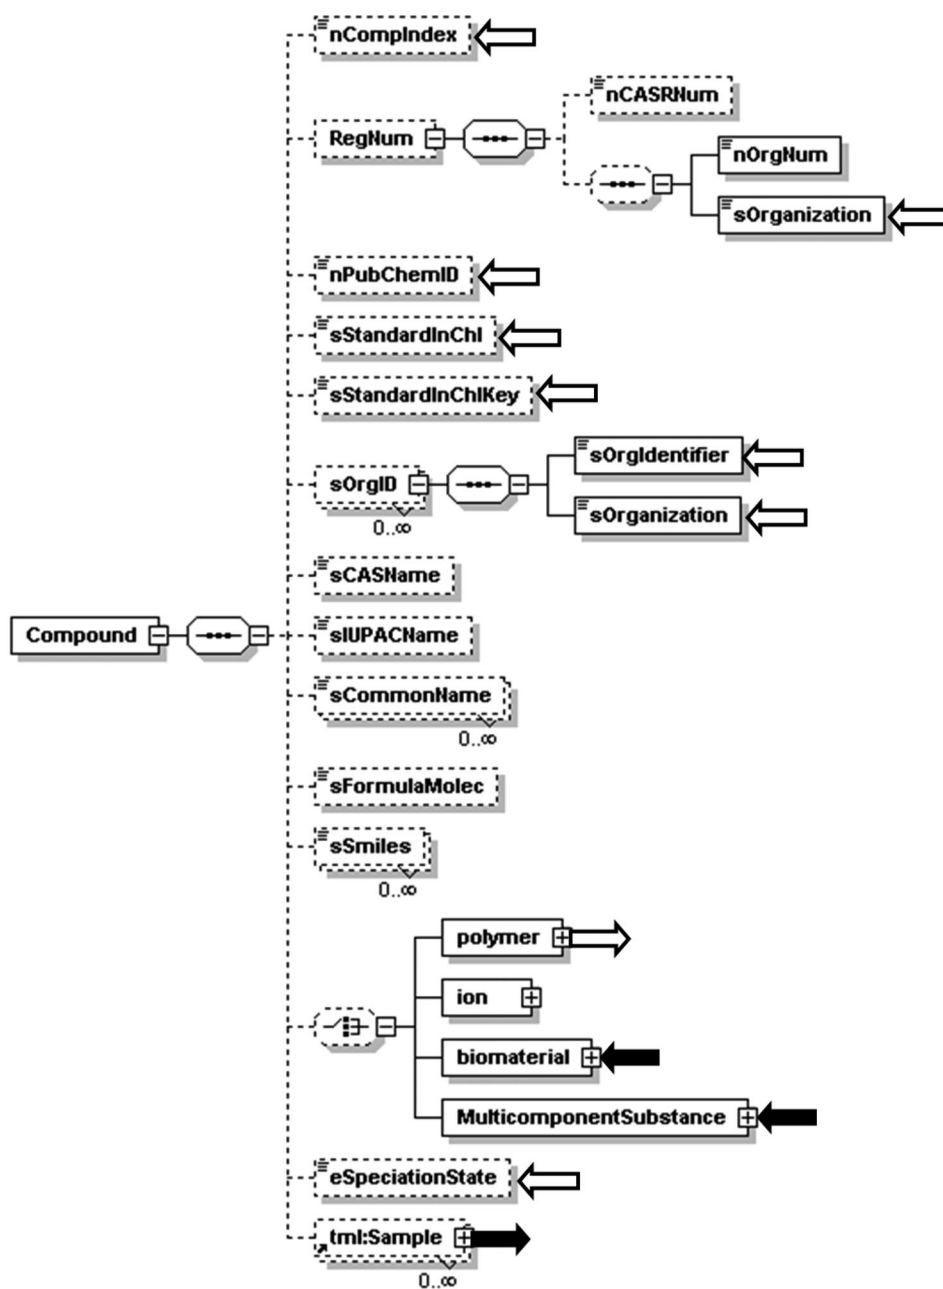 nCompIndex
nCASRNum
RegNum
nOrgNum
sOrganization
nPubChemID
sStandardInChI
sStandardInChIKey
sOrgIdentifier
sOrgID
0..∞
sOrganization
sCASName
sIUPACName
Compound
sCommonName
0..∞
sFormulaMolec
sSmiles
0..∞
polymer
ion
biomaterial
MulticomponentSubstance
eSpeciationState
tml:Sample
0..∞